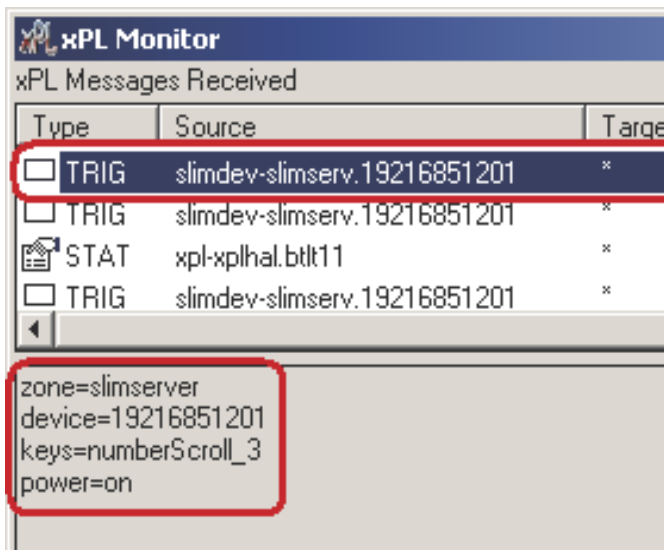 xPL Monitor
xPL Messages Received
Type Source Targe
TRIG slimdev-slimserv.19216851201 *
TRIG slimdev-slimserv.19216851201 *
STAT xpl-xplhal.btlt11 *
TRIG slimdev-slimserv.19216851201 *
zone=slimserver
device=19216851201
keys=numberScroll_3
power=on